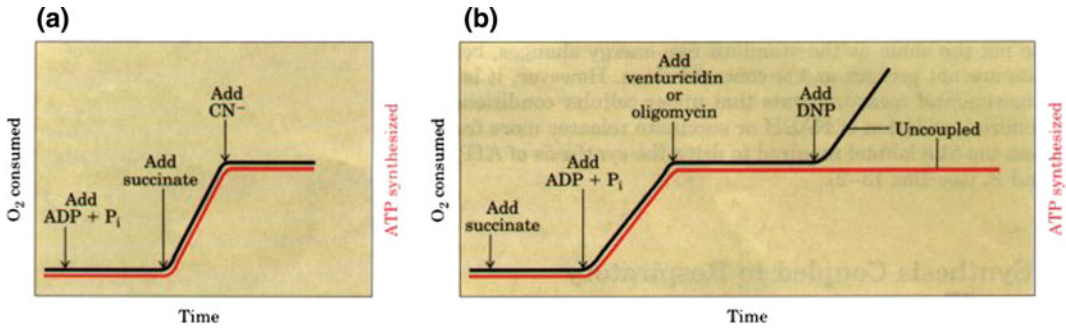 (a)
O₂ consumed
Add
ADP + Pᵢ
Add
succinate
Add
CN⁻
ATP synthesized
Time
(b)
O₂ consumed
Add
succinate
Add
ADP + Pᵢ
Add
venturicidin
or
oligomycin
Add
DNP
Uncoupled
ATP synthesized
Time